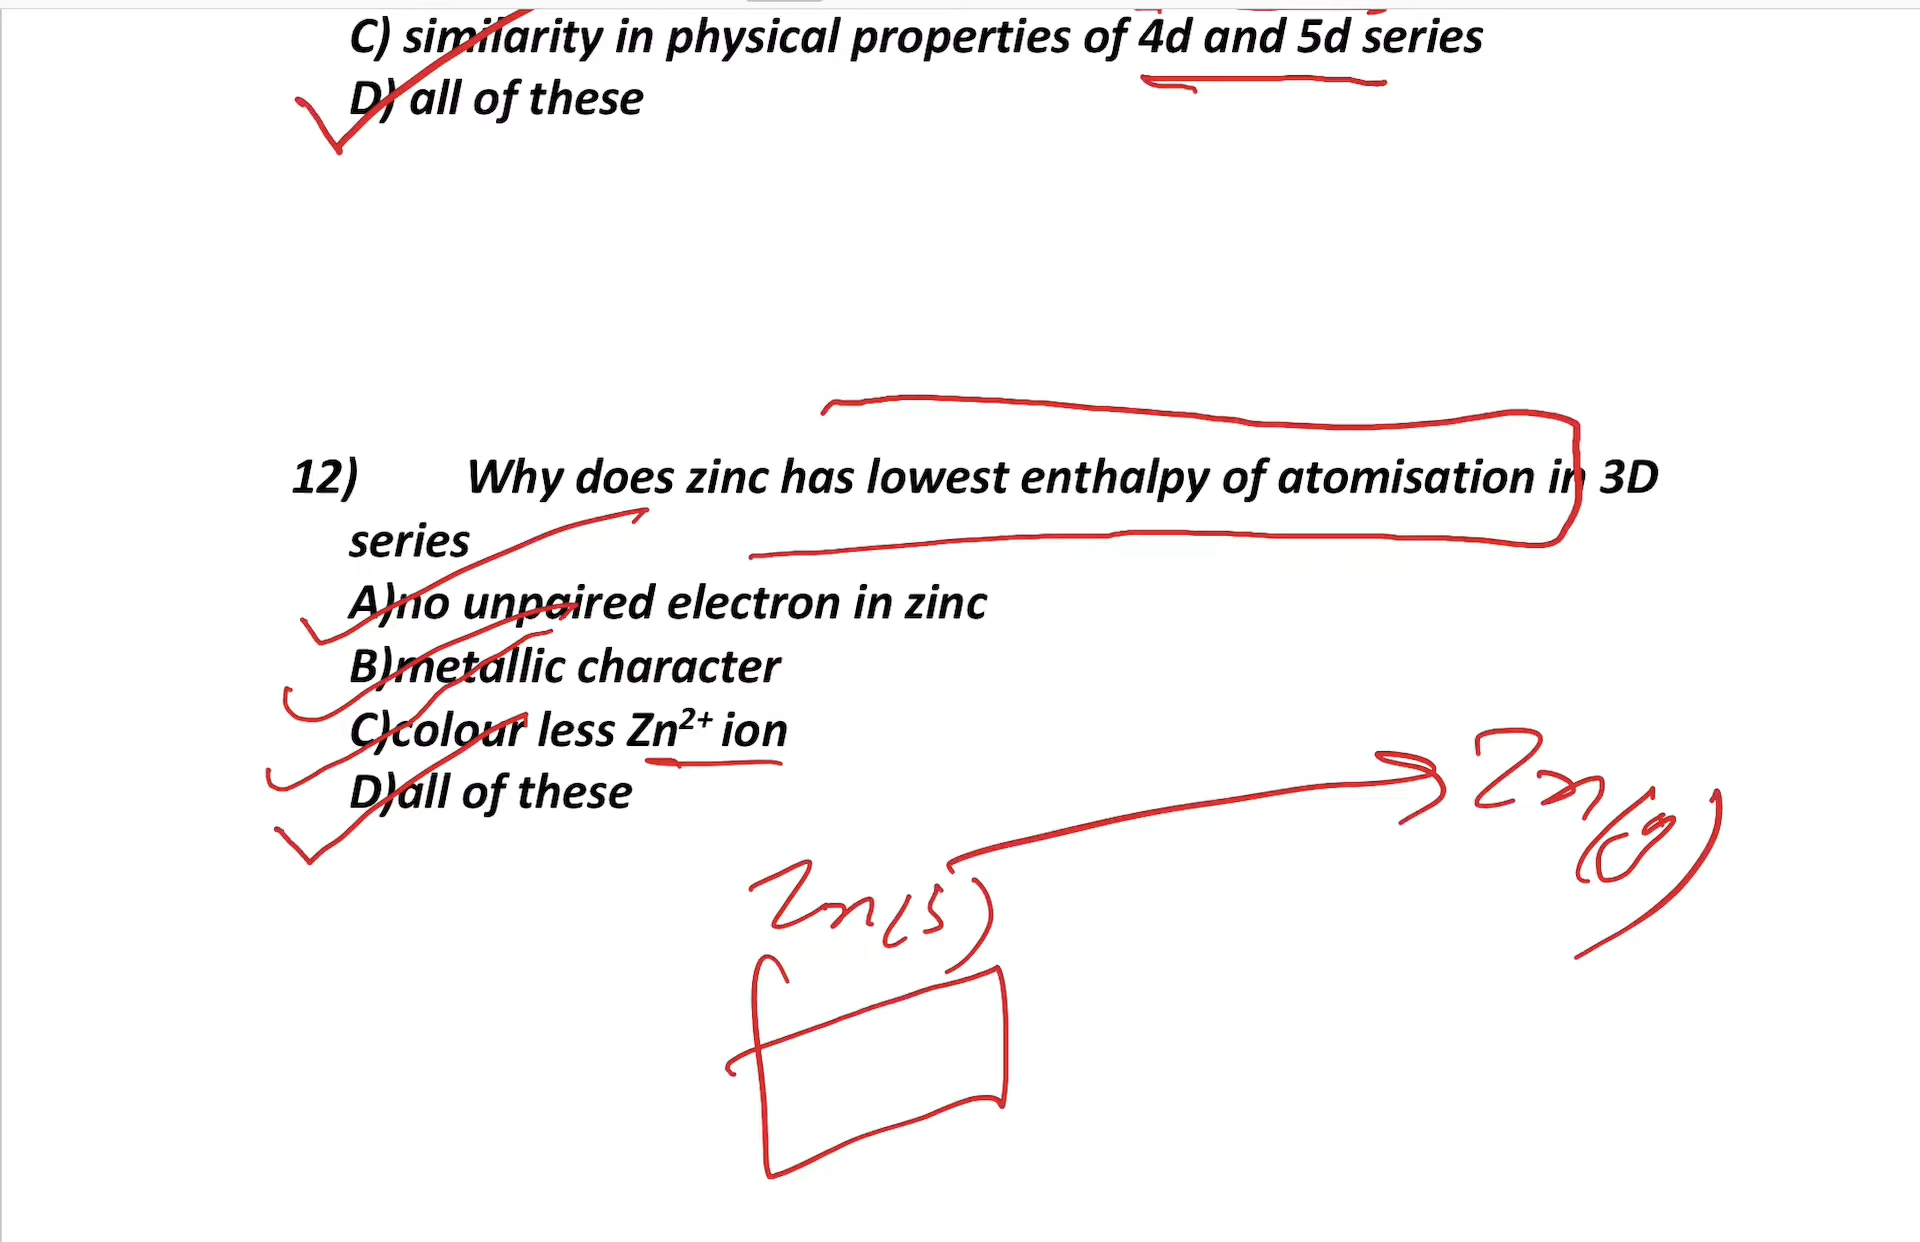 C) similarity in physical properties of 4d and 5d series
D) all of these
12) Why does zinc has lowest enthalpy of atomisation in 3D
series
A)no unpaired electron in zinc
B)metallic character
C)colour less Zn²⁺ ion
D)all of these
Zn(g)
Zn(s)